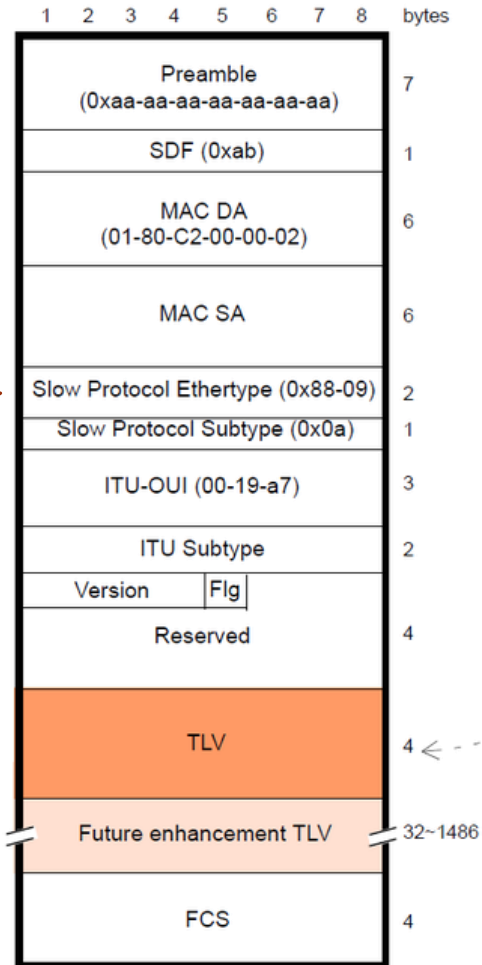 1 2 3 4 5 6 7 8 bytes
Preamble
(0xaa-aa-aa-aa-aa-aa-aa)
7
SDF (0xab)
1
MAC DA
(01-80-C2-00-00-02)
6
MAC SA
6
Slow Protocol Ethertype (0x88-09)
2
Slow Protocol Subtype (0x0a)
1
ITU-OUI (00-19-a7)
3
ITU Subtype
2
Version Flg
Reserved
4
TLV
4
Future enhancement TLV
32~1486
FCS
4